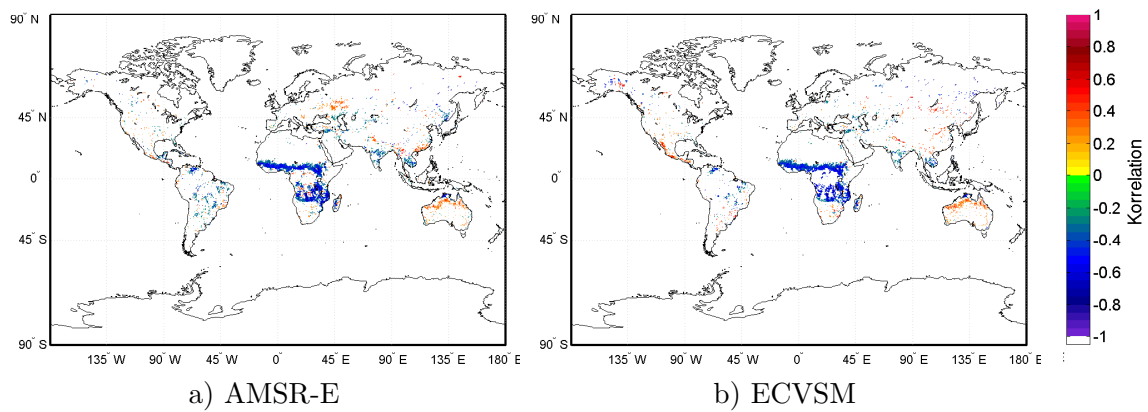 90° N
45° N
0°
45° S
90° S
135° W
90° W
45° W
0°
45° E
90° E
135° E
180° E
a) AMSR-E
90° N
45° N
0°
45° S
90° S
135° W
90° W
45° W
0°
45° E
90° E
135° E
180° E
b) ECVSM
1
0.8
0.6
0.4
0.2
0
-0.2
-0.4
-0.6
-0.8
-1
Korrelation